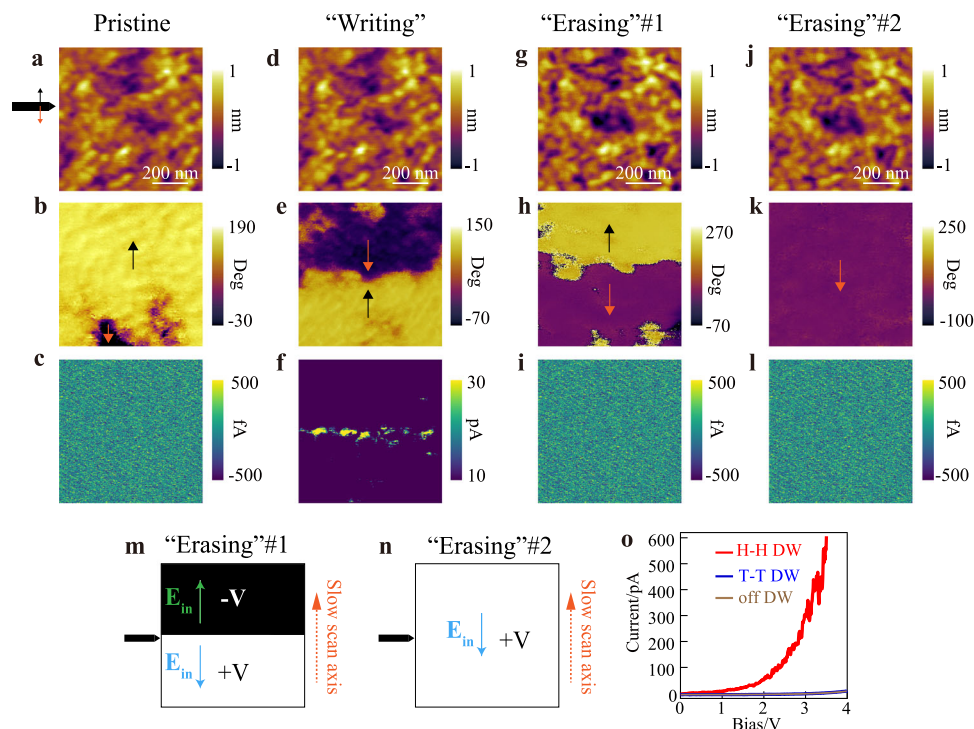 Pristine
“Writing”
“Erasing”#1
“Erasing”#2
a
1
nm
-1
200 nm
d
1
nm
-1
200 nm
g
1
nm
-1
200 nm
j
1
nm
-1
200 nm
b
190
Deg
-30
e
150
Deg
-70
h
270
Deg
-70
k
250
Deg
-100
c
500
fA
-500
f
30
pA
10
i
500
fA
-500
l
500
fA
-500
m
“Erasing”#1
Ein
-V
Ein
+V
Slow scan axis
n
“Erasing”#2
Ein
+V
Slow scan axis
o
Current/pA
600
500
400
300
200
100
0
H-H DW
T-T DW
off DW
0 1 2 3 4
Bias/V